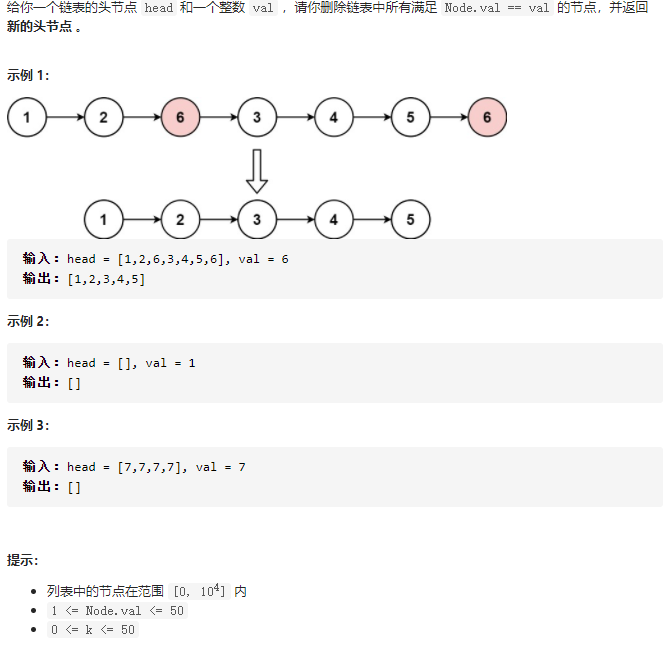 给你一个链表的头节点 head 和一个整数 val ，请你删除链表中所有满足 Node.val == val 的节点，并返回
新的头节点 。
示例 1：
1 2 6 3 4 5 6
1 2 3 4 5
输入：head = [1,2,6,3,4,5,6], val = 6
输出：[1,2,3,4,5]
示例 2：
输入：head = [], val = 1
输出：[]
示例 3：
输入：head = [7,7,7,7], val = 7
输出：[]
提示：
• 列表中的节点在范围 [0, 10⁴] 内
• 1 <= Node.val <= 50
• 0 <= k <= 50